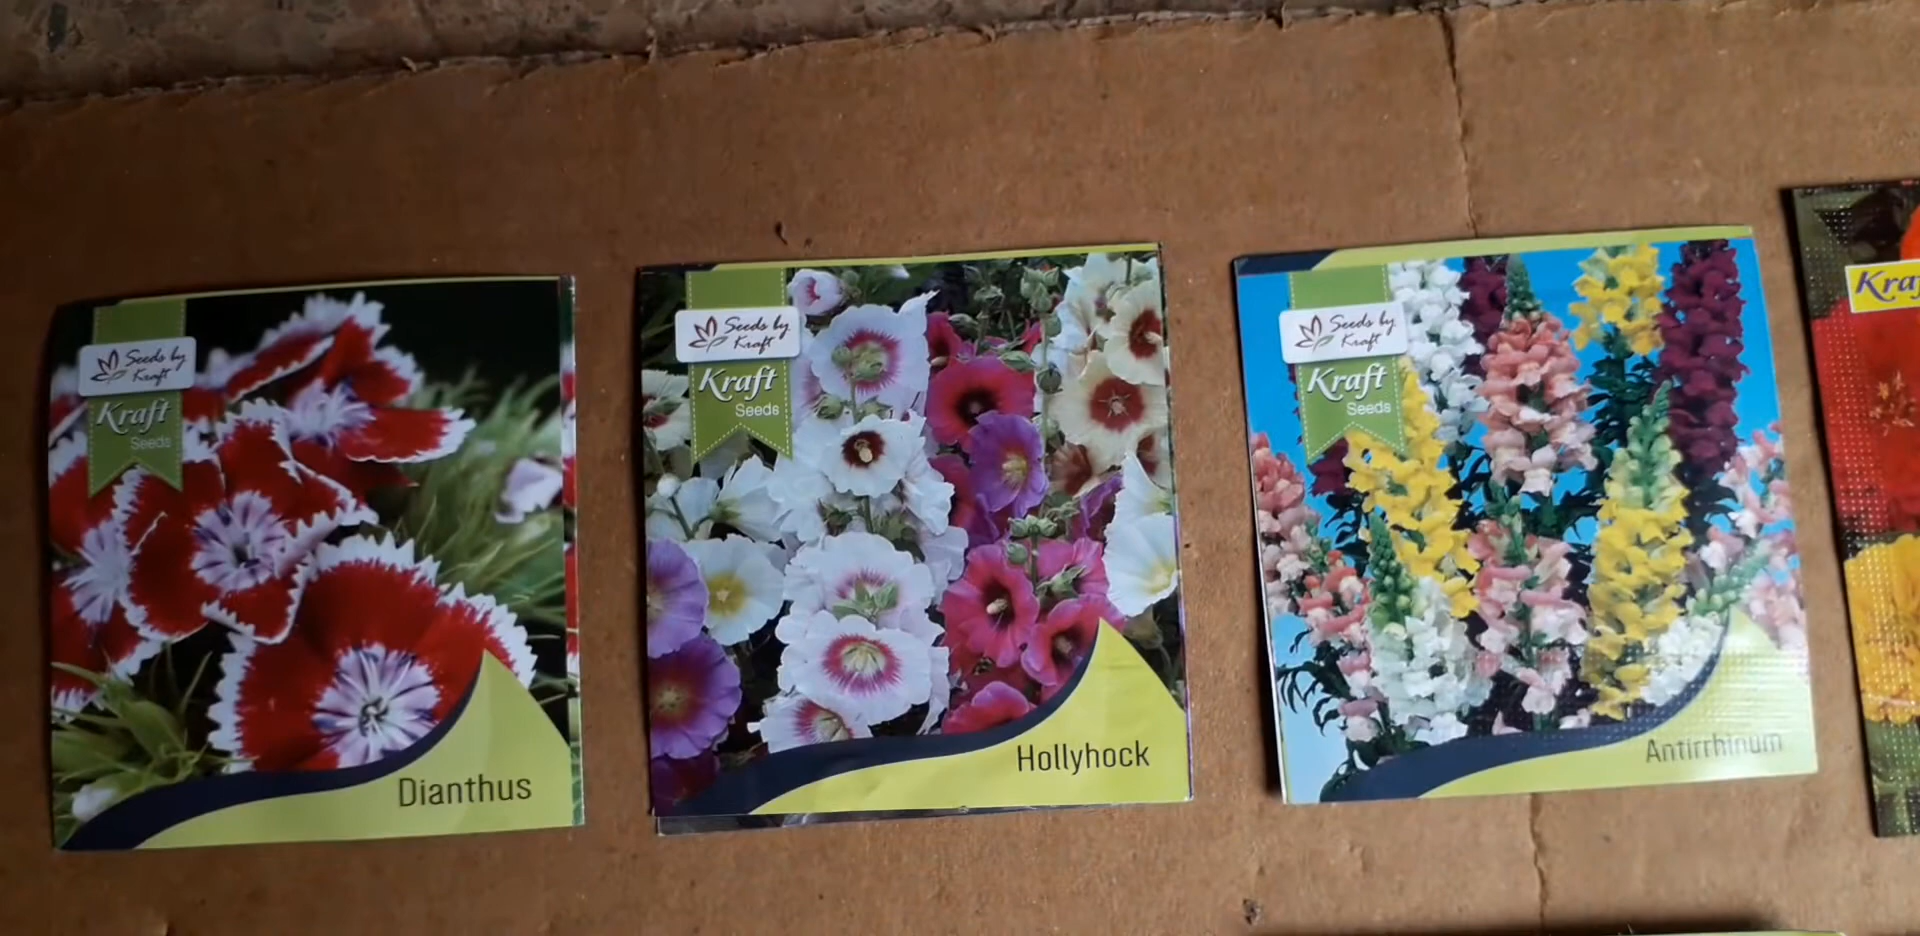 Seeds by
Kraft
Kraft
Seeds
Dianthus
Seeds by
Kraft
Kraft
Seeds
Hollyhock
Seeds by
Kraft
Kraft
Seeds
Antirrhinum